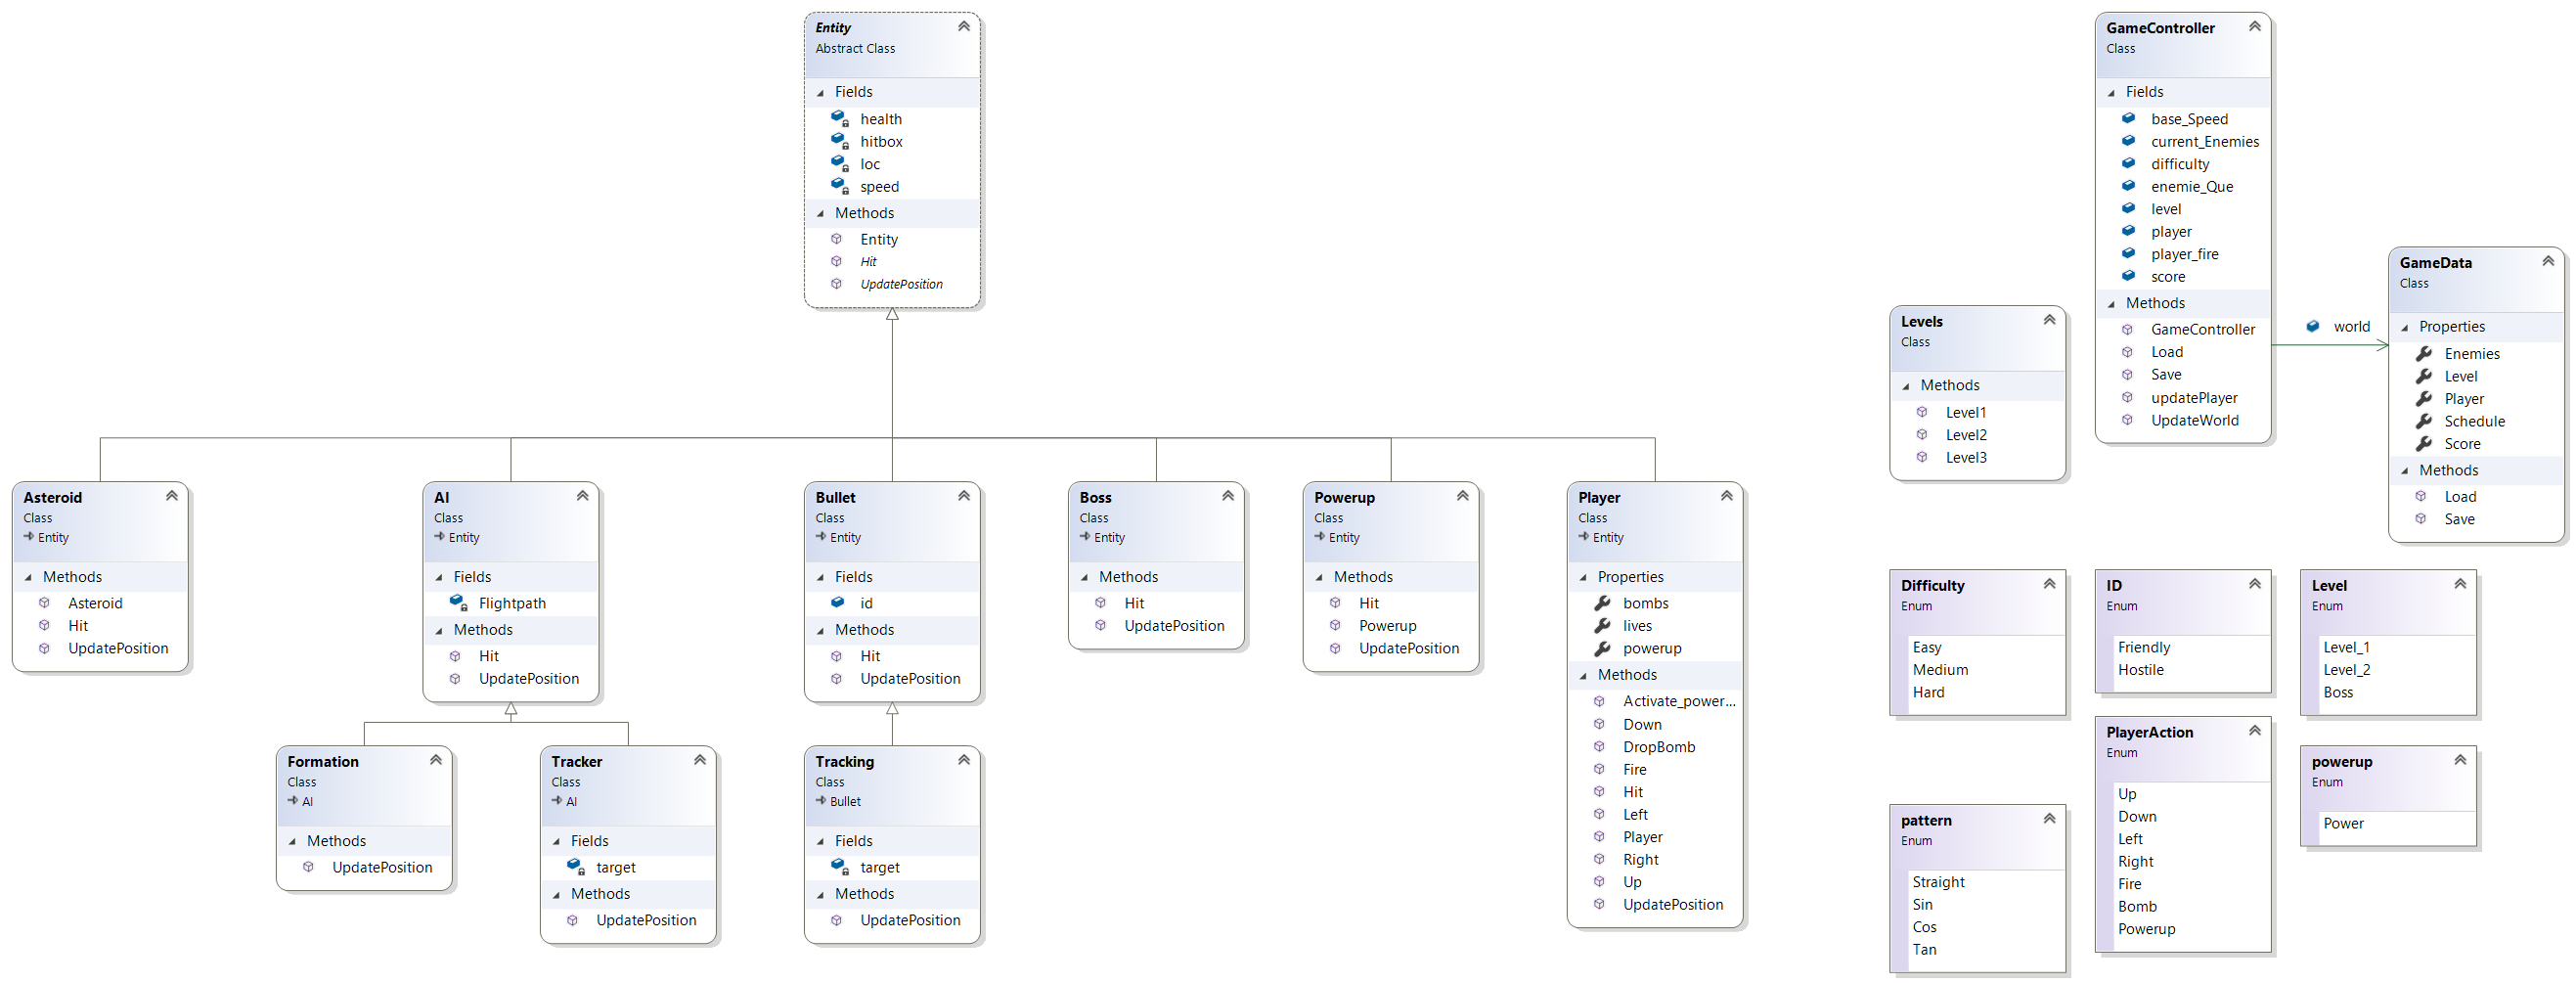 Entity
Abstract Class
Fields
health
hitbox
loc
speed
Methods
Entity
Hit
UpdatePosition
GameController
Class
Fields
base_Speed
current_Enemies
difficulty
enemie_Que
level
player
player_fire
score
Methods
GameController
Load
Save
updatePlayer
UpdateWorld
world
GameData
Class
Properties
Enemies
Level
Player
Schedule
Score
Methods
Load
Save
Levels
Class
Methods
Level1
Level2
Level3
Asteroid
Class
Entity
Methods
Asteroid
Hit
UpdatePosition
AI
Class
Entity
Fields
Flightpath
Methods
Hit
UpdatePosition
Bullet
Class
Entity
Fields
id
Methods
Hit
UpdatePosition
Boss
Class
Entity
Methods
Hit
UpdatePosition
Powerup
Class
Entity
Methods
Hit
Powerup
UpdatePosition
Player
Class
Entity
Properties
bombs
lives
powerup
Methods
Activate_power...
Down
DropBomb
Fire
Hit
Left
Player
Right
Up
UpdatePosition
Difficulty
Enum
Easy
Medium
Hard
ID
Enum
Friendly
Hostile
Level
Enum
Level_1
Level_2
Boss
Formation
Class
AI
Methods
UpdatePosition
Tracker
Class
AI
Fields
target
Methods
UpdatePosition
Tracking
Class
Bullet
Fields
target
Methods
UpdatePosition
pattern
Enum
Straight
Sin
Cos
Tan
PlayerAction
Enum
Up
Down
Left
Right
Fire
Bomb
Powerup
powerup
Enum
Power